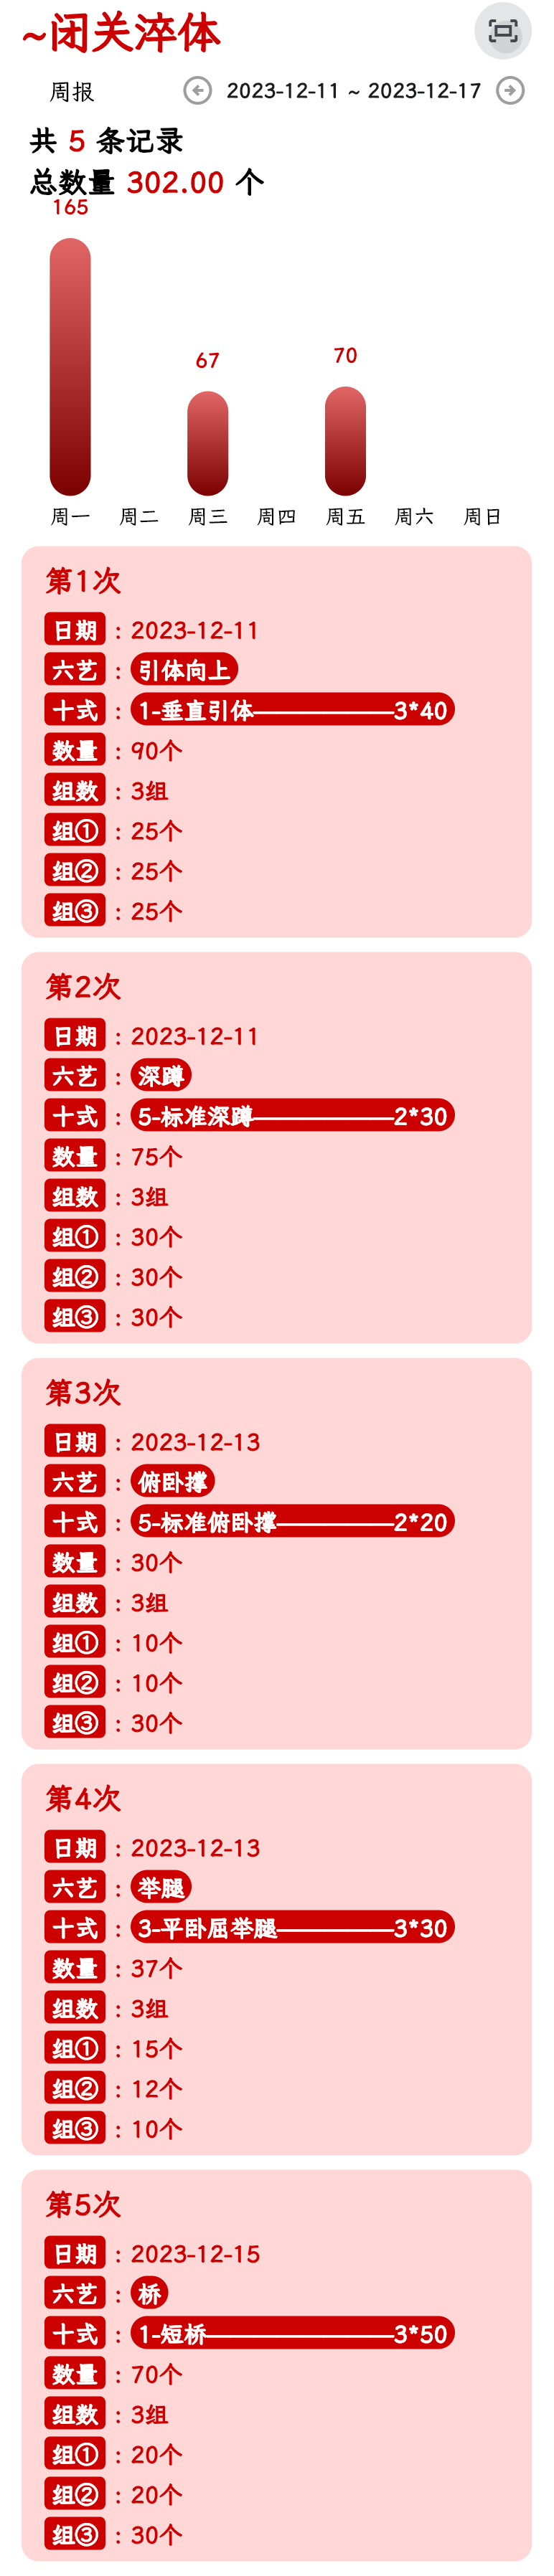 ~闭关淬体
周报
2023-12-11 ~ 2023-12-17
共 5 条记录
总数量 302.00 个
165
67
70
周一 周二 周三 周四 周五 周六 周日
第1次
日期 : 2023-12-11
六艺 : 引体向上
十式 : 1-垂直引体——————3*40
数量 : 90个
组数 : 3组
组① : 25个
组② : 25个
组③ : 25个
第2次
日期 : 2023-12-11
六艺 : 深蹲
十式 : 5-标准深蹲——————2*30
数量 : 75个
组数 : 3组
组① : 30个
组② : 30个
组③ : 30个
第3次
日期 : 2023-12-13
六艺 : 俯卧撑
十式 : 5-标准俯卧撑—————2*20
数量 : 30个
组数 : 3组
组① : 10个
组② : 10个
组③ : 30个
第4次
日期 : 2023-12-13
六艺 : 举腿
十式 : 3-平卧屈举腿—————3*30
数量 : 37个
组数 : 3组
组① : 15个
组② : 12个
组③ : 10个
第5次
日期 : 2023-12-15
六艺 : 桥
十式 : 1-短桥————————3*50
数量 : 70个
组数 : 3组
组① : 20个
组② : 20个
组③ : 30个